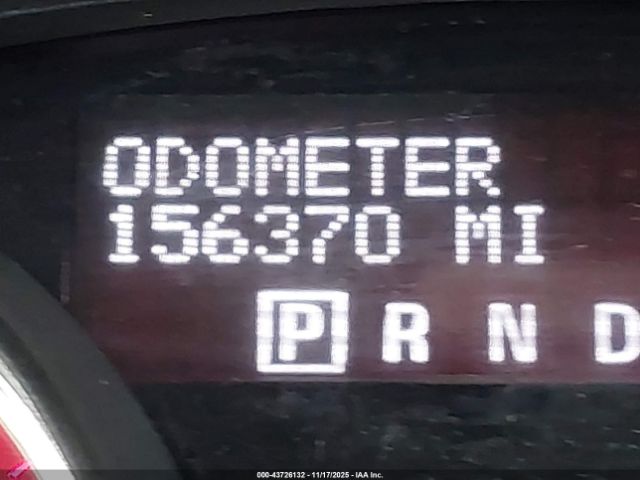 ODOMETER
156370 MI
P R N D
000-43726132 - 11/17/2025 - IAA Inc.